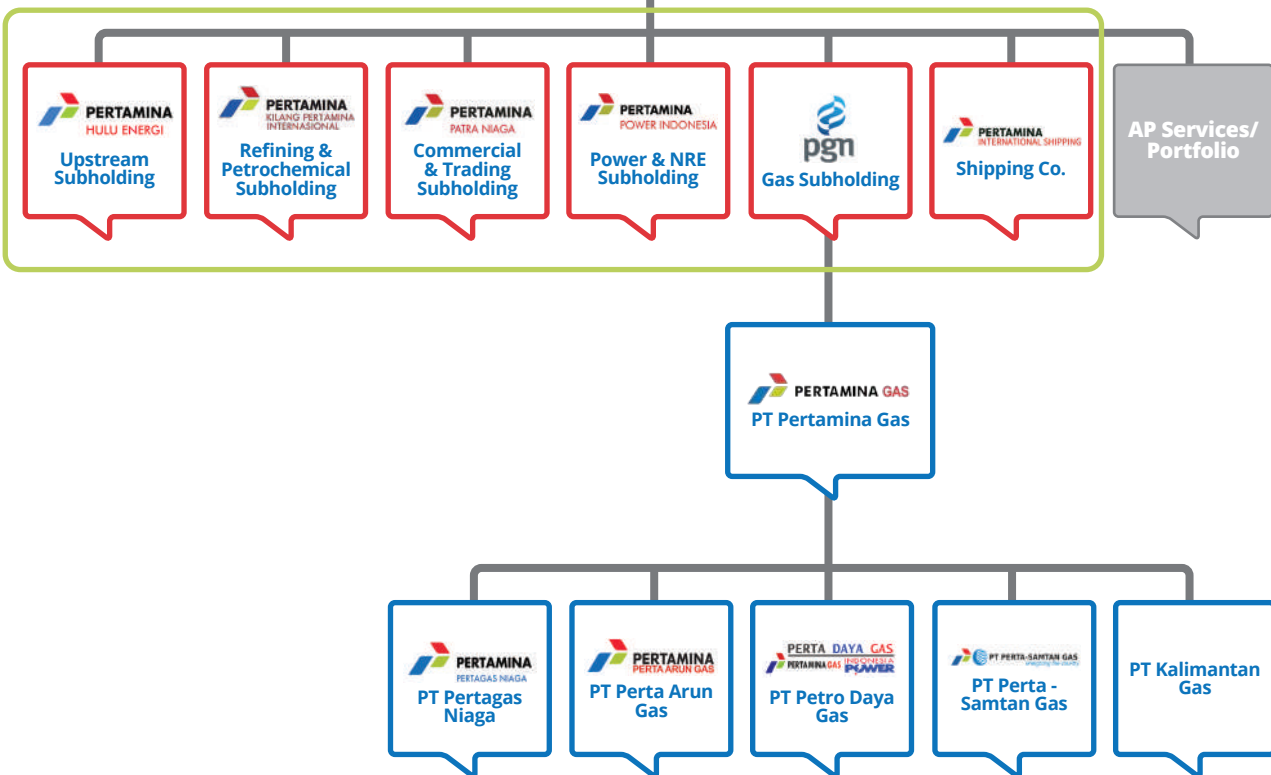 PERTAMINA
HULU ENERGI
Upstream
Subholding
PERTAMINA
KILANG PERTAMINA
INTERNASIONAL
Refining &
Petrochemical
Subholding
PERTAMINA
PATRA NIAGA
Commercial
& Trading
Subholding
PERTAMINA
POWER INDONESIA
Power & NRE
Subholding
pgn
Gas Subholding
PERTAMINA
INTERNATIONAL SHIPPING
Shipping Co.
AP Services/
Portfolio
PERTAMINA GAS
PT Pertamina Gas
PERTAMINA
PERTAGAS NIAGA
PT Pertagas
Niaga
PERTAMINA
PERTA ARUN GAS
PT Perta Arun
Gas
PERTA DAYA GAS
PERTAMINA GAS INDONESIA POWER
PT Petro Daya
Gas
PT PERTA-SAMTAN GAS
energizing the country
PT Perta -
Samtan Gas
PT Kalimantan
Gas